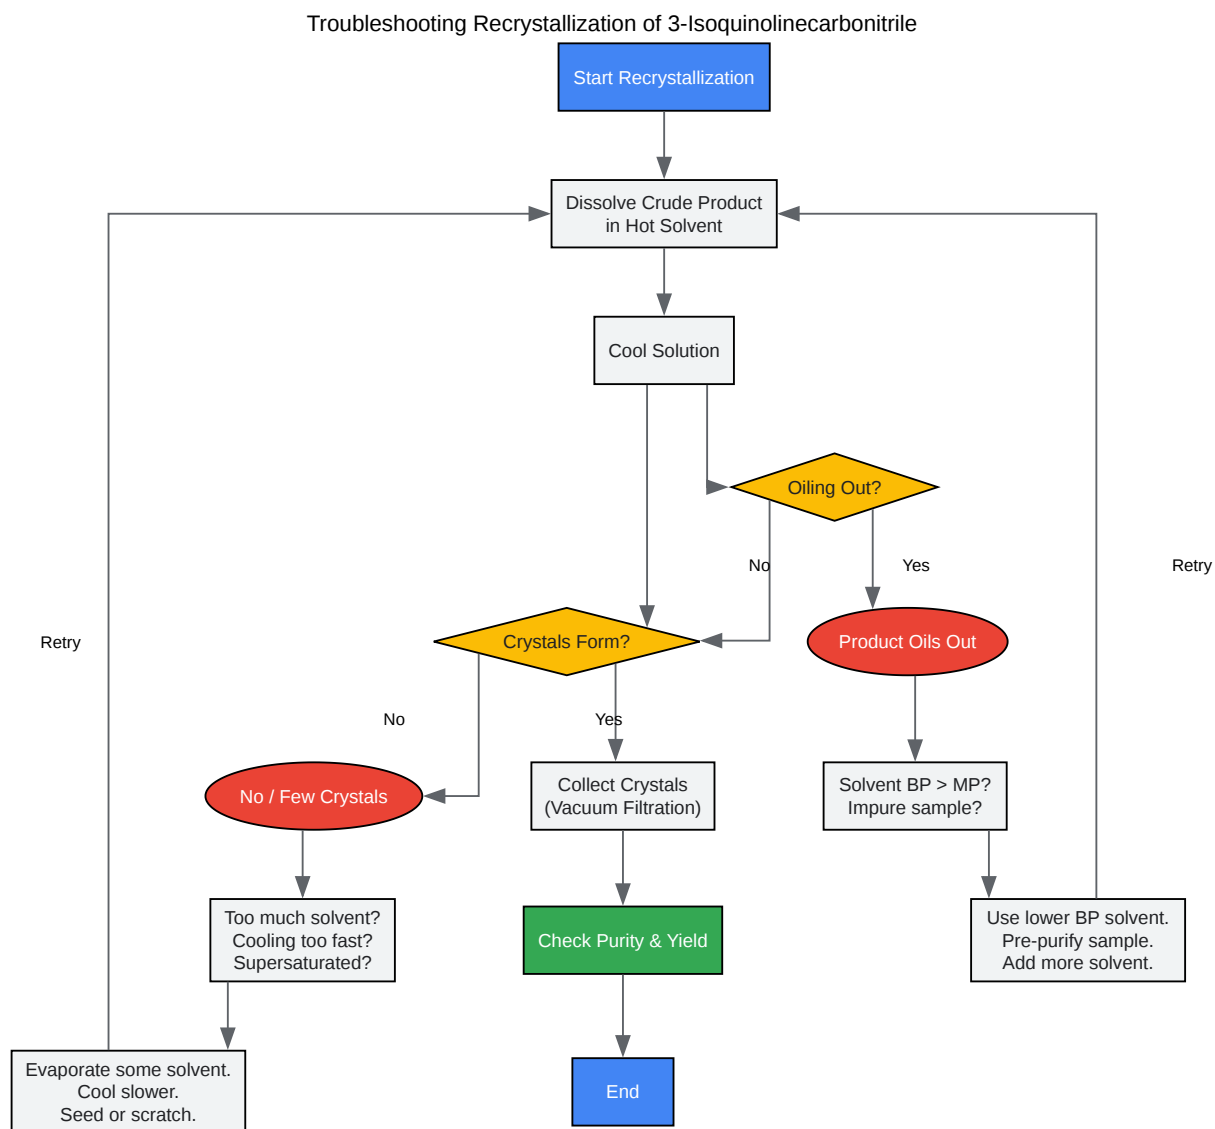 Troubleshooting Recrystallization of 3-Isoquinolinecarbonitrile
Start Recrystallization
Dissolve Crude Product
in Hot Solvent
Cool Solution
Oiling Out?
No
Yes
Retry
Retry
Crystals Form?
Product Oils Out
No
Yes
No / Few Crystals
Collect Crystals
(Vacuum Filtration)
Solvent BP > MP?
Impure sample?
Too much solvent?
Cooling too fast?
Supersaturated?
Check Purity & Yield
Use lower BP solvent.
Pre-purify sample.
Add more solvent.
Evaporate some solvent.
Cool slower.
Seed or scratch.
End